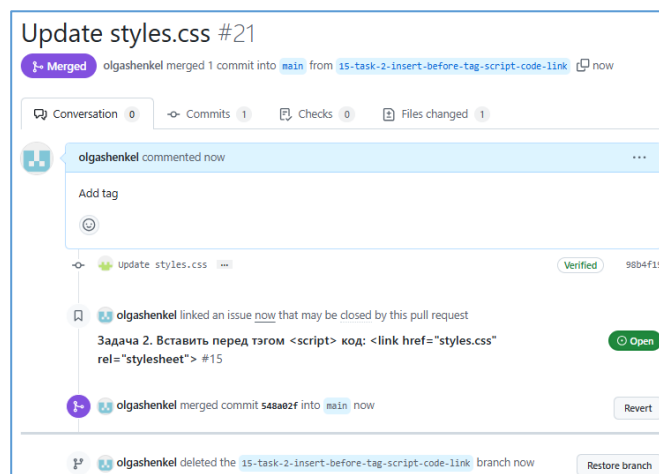 Update styles.css #21
Merged olgashenkel merged 1 commit into main from 15-task-2-insert-before-tag-script-code-link now
Conversation 0 Commits 1 Checks 0 Files changed 1
olgashenkel commented now
Add tag
Update styles.css Verified 98b4f15
olgashenkel linked an issue now that may be closed by this pull request
Задача 2. Вставить перед тэгом <script> код: <link href="styles.css" Open
rel="stylesheet"> #15
olgashenkel merged commit 548a02f into main now Revert
olgashenkel deleted the 15-task-2-insert-before-tag-script-code-link branch now Restore branch